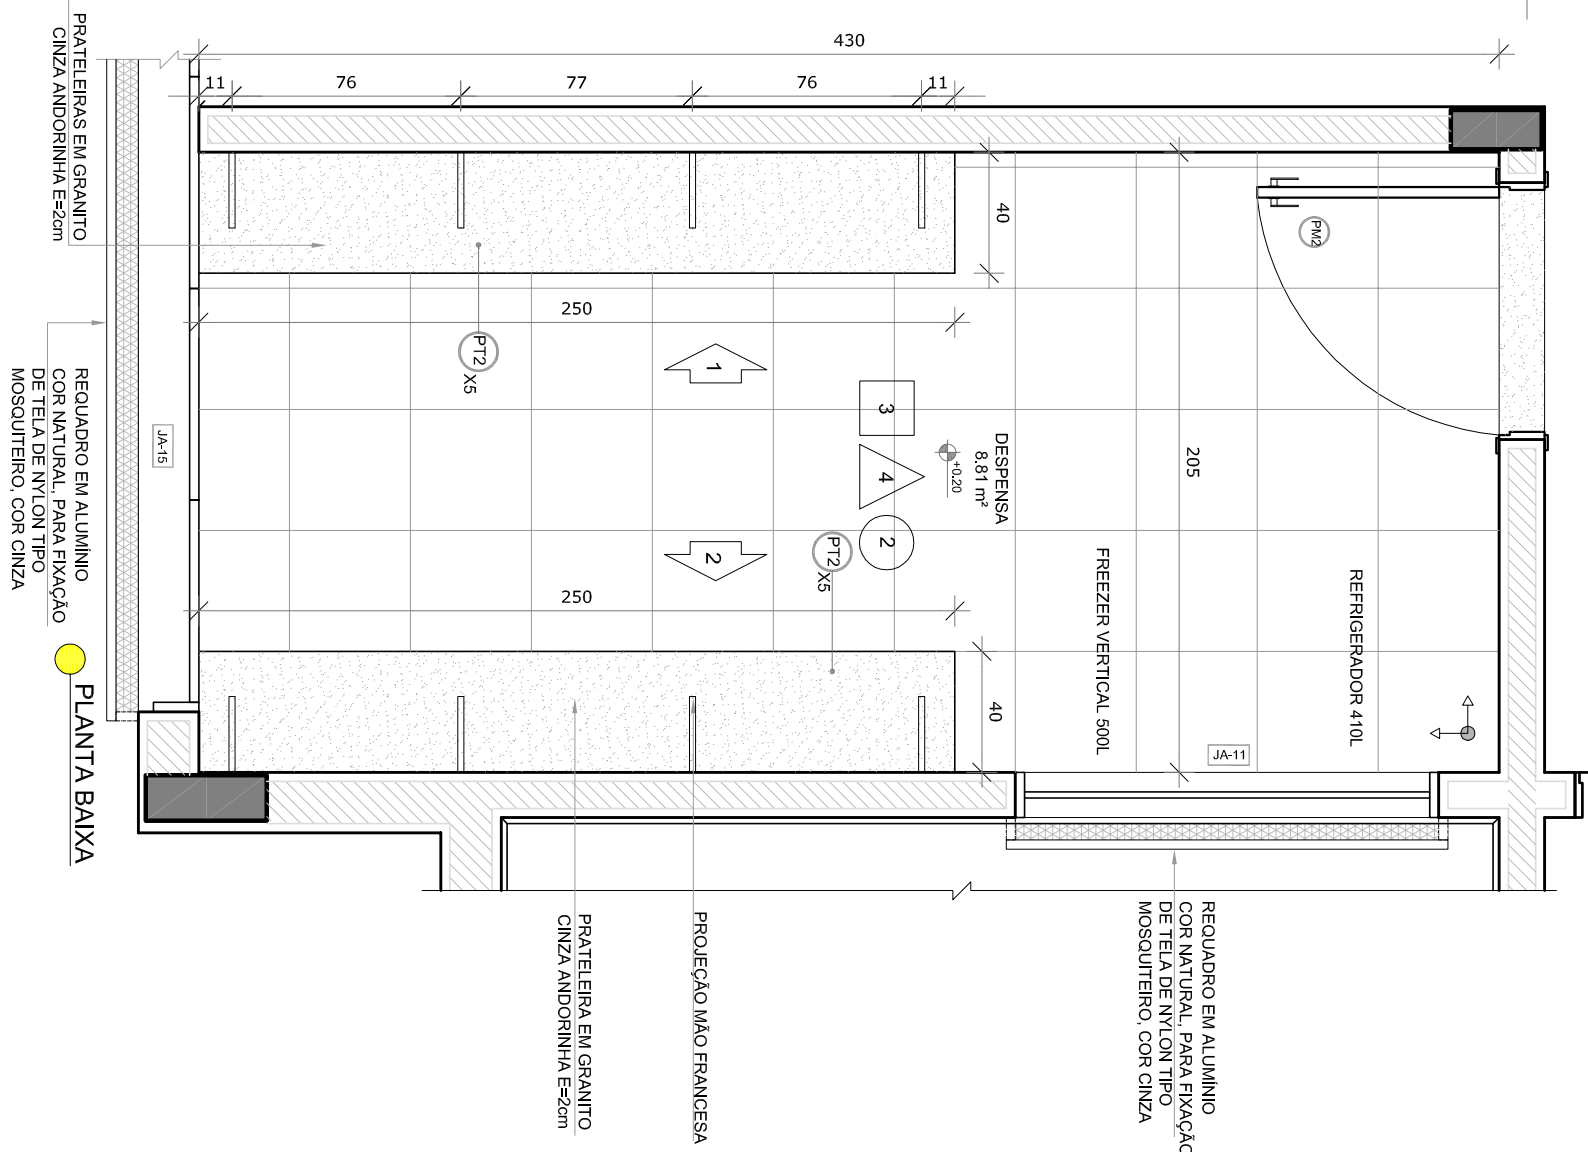 430
11
76
77
76
11
PRATELEIRAS EM GRANITO
CINZA ANDORINHA E=2cm
40
PM2
250
PT2
X5
1
3
4
2
+0.20
DESPENSA
8.81 m²
205
REQUADRO EM ALUMÍNIO
COR NATURAL, PARA FIXAÇÃO
DE TELA DE NYLON TIPO
MOSQUITEIRO, COR CINZA
JA-15
2
PT2
X5
250
FREEZER VERTICAL 500L
REFRIGERADOR 410L
40
JA-11
PLANTA BAIXA
PRATELEIRA EM GRANITO
CINZA ANDORINHA E=2cm
PROJEÇÃO MÃO FRANCESA
REQUADRO EM ALUMÍNIO
COR NATURAL, PARA FIXAÇÃO
DE TELA DE NYLON TIPO
MOSQUITEIRO, COR CINZA